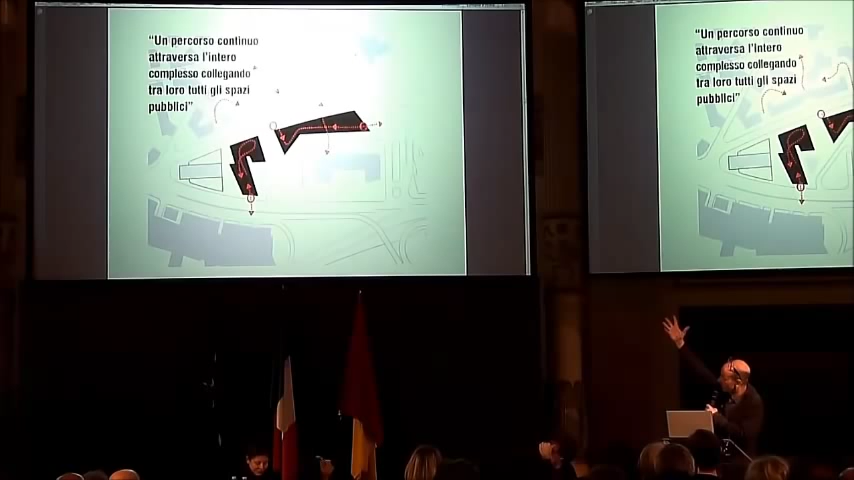 "Un percorso continuo
attraversa l'intero
complesso collegando
tra loro tutti gli spazi
pubblici"
"Un percorso continuo
attraversa l'intero
complesso collegando
tra loro tutti gli spazi
pubblici"